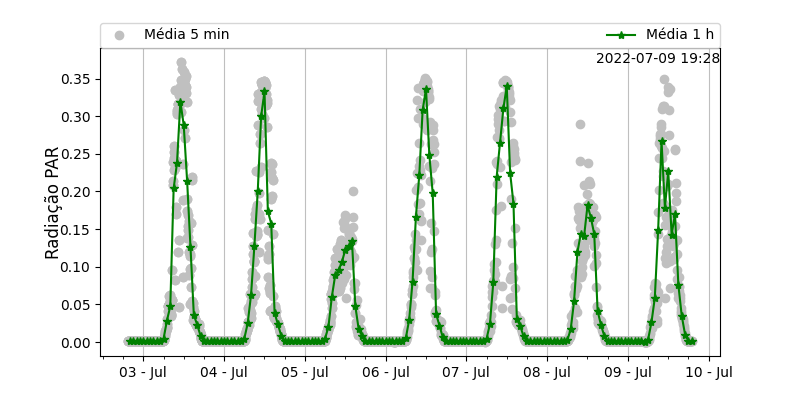 Média 5 min
Média 1 h
2022-07-09 19:28
Radiação PAR
0.35
0.30
0.25
0.20
0.15
0.10
0.05
0.00
03 - Jul
04 - Jul
05 - Jul
06 - Jul
07 - Jul
08 - Jul
09 - Jul
10 - Jul